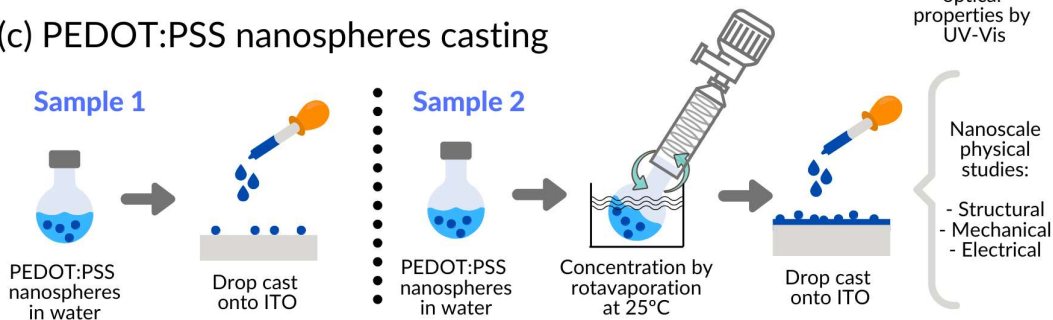 (c) PEDOT:PSS nanospheres casting
Sample 1
PEDOT:PSS
nanospheres
in water
Drop cast
onto ITO
Sample 2
PEDOT:PSS
nanospheres
in water
Concentration by
rotavaporation
at 25°C
Drop cast
onto ITO
properties by
UV-Vis
Nanoscale
physical
studies:
- Structural
- Mechanical
- Electrical